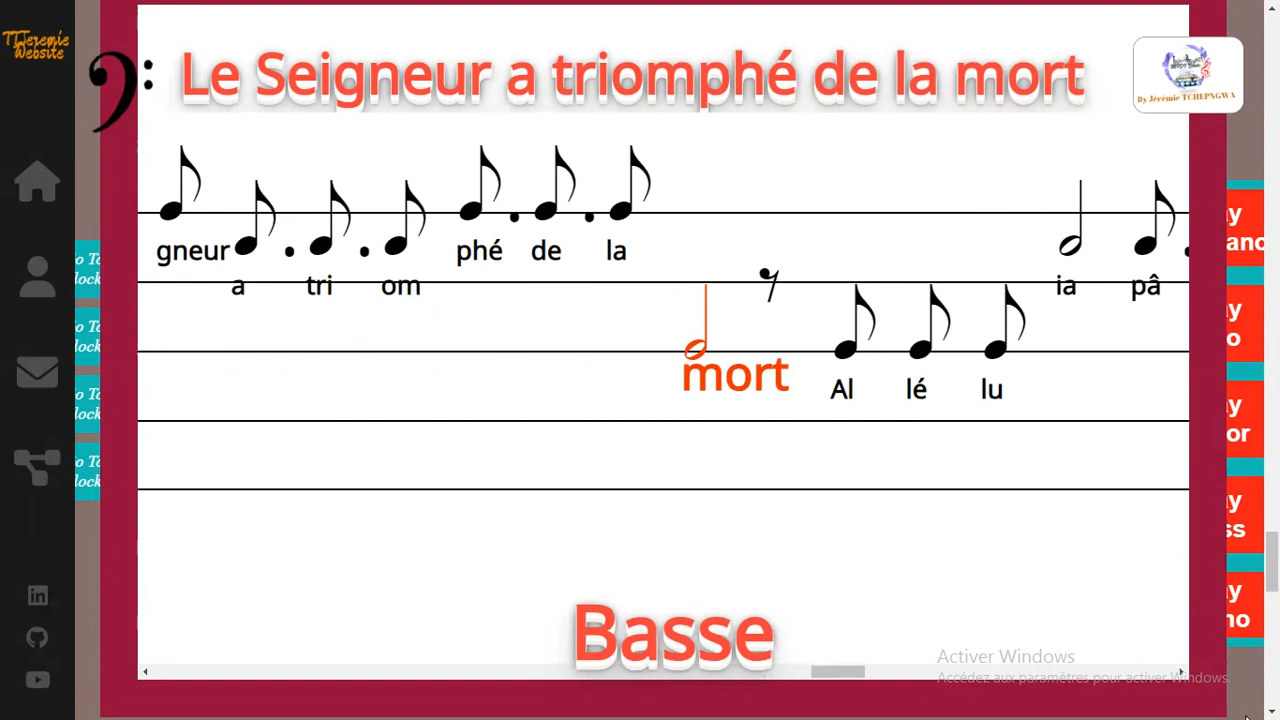 TTJeremie
Website
Le Seigneur a triomphé de la mort
By Jérémie TCHEPNGWA
gneur
phé de la
a tri om
ia pâ
mort
Al lé lu
Basse
Activer Windows
Accédez aux paramètres pour activer Windows.